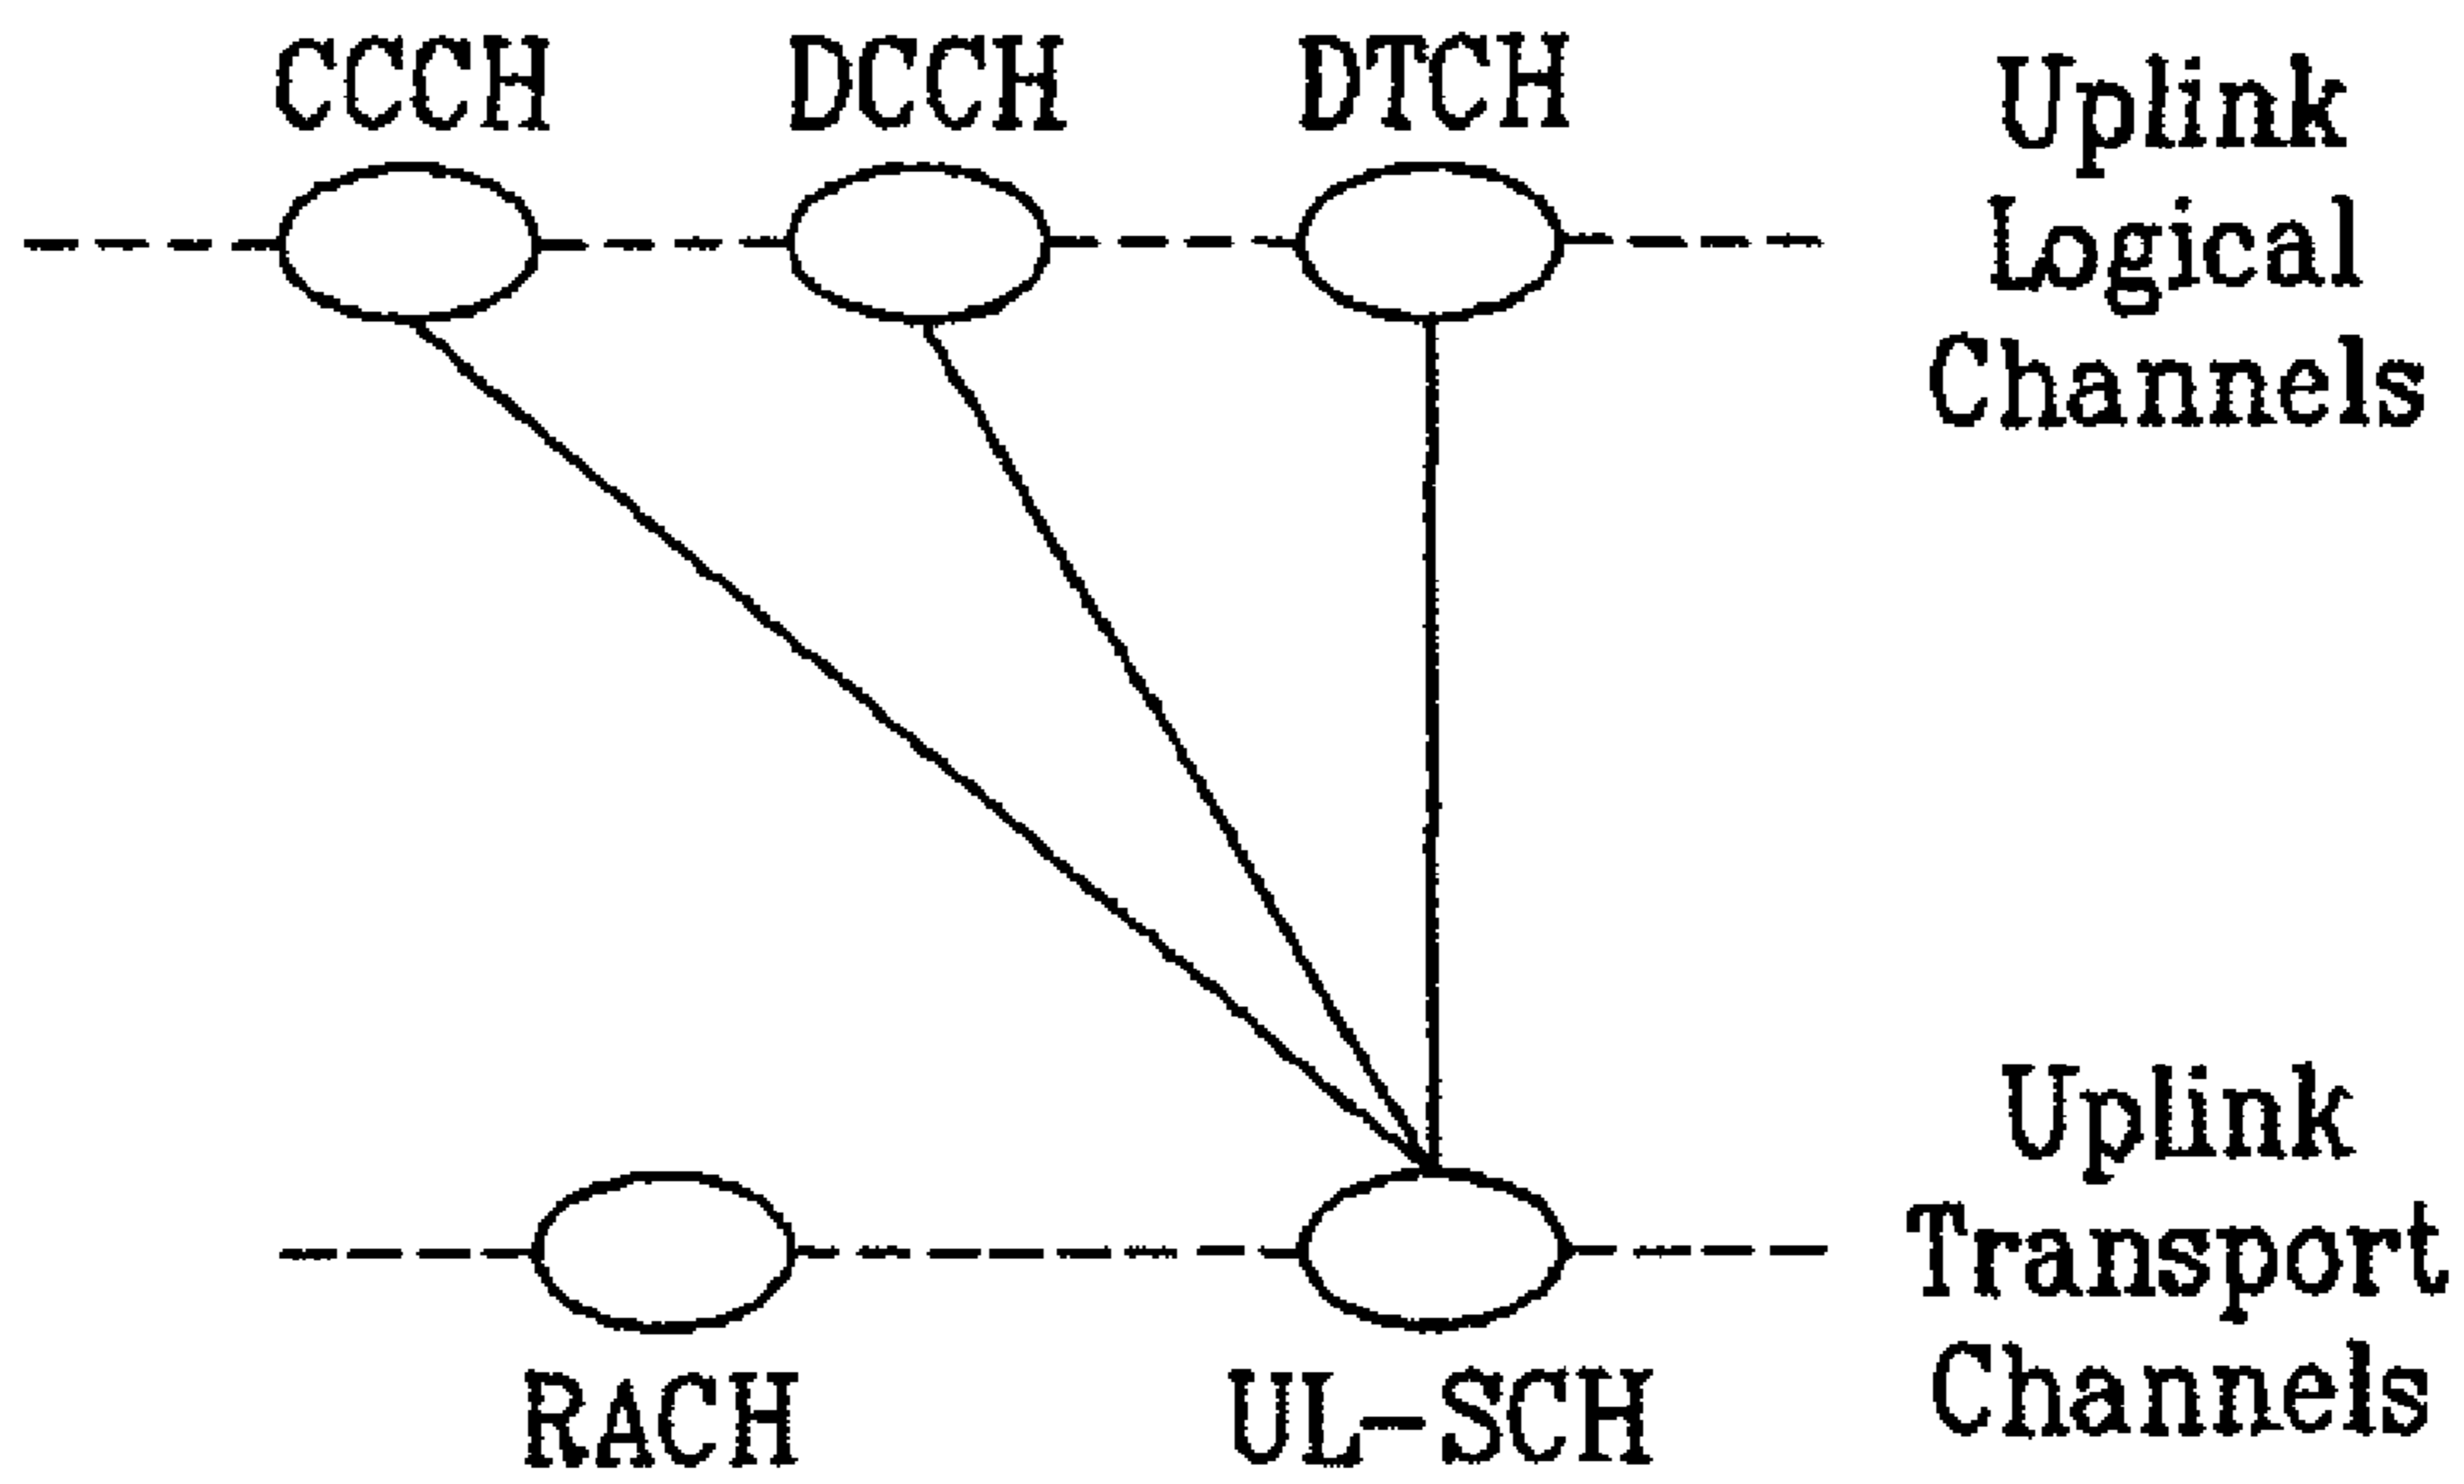 CCCH
DCCH
DTCH
Uplink
Logical
Channels
Uplink
Transport
Channels
RACH
UL-SCH